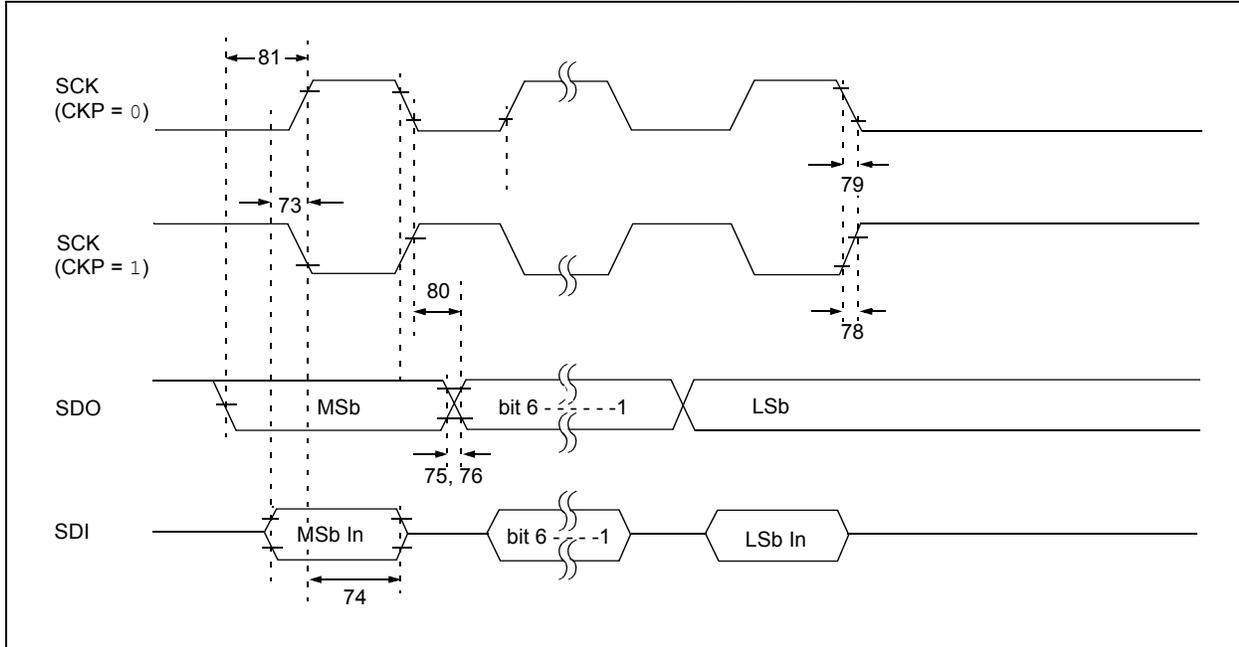 81
SCK
(CKP = 0)
79
73
SCK
(CKP = 1)
80
78
SDO
MSb
bit 6 - - - - - -1
LSb
75, 76
SDI
MSb In
bit 6 - - - - -1
LSb In
74